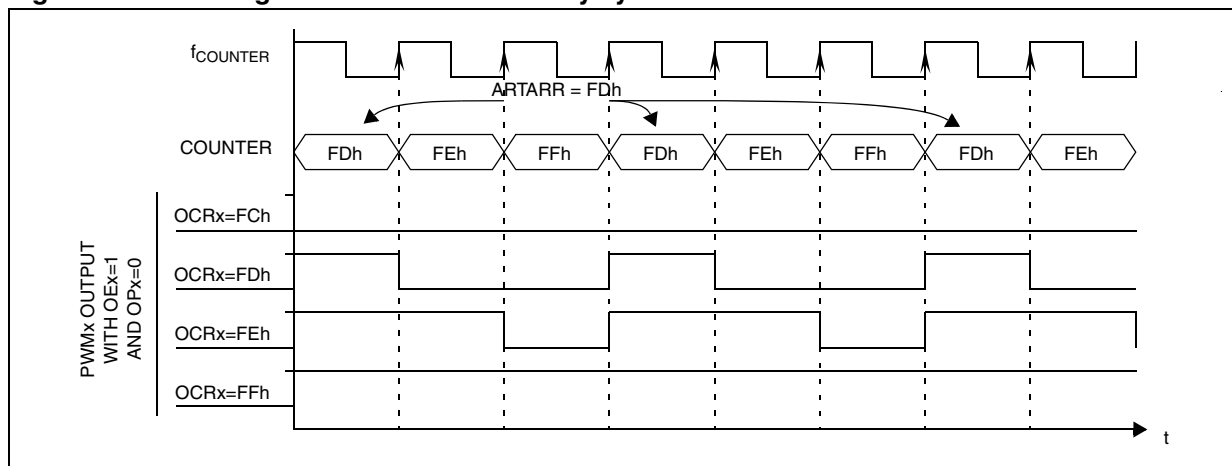 fCOUNTER
ARTARR = FDh
COUNTER
FDh FEh FFh FDh FEh FFh FDh FEh
PWMx OUTPUT
WITH OEx=1
AND OPx=0
OCRx=FCh
OCRx=FDh
OCRx=FEh
OCRx=FFh
t